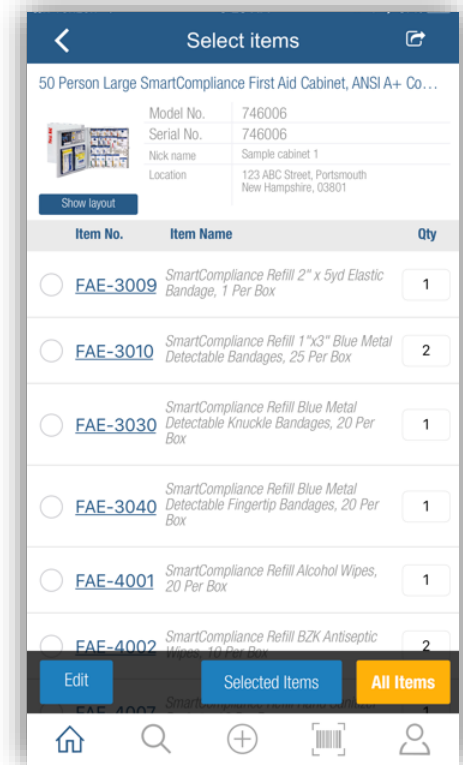 Select items
50 Person Large SmartCompliance First Aid Cabinet, ANSI A+ Co...
Model No. 746006
Serial No. 746006
Nick name Sample cabinet 1
Location 123 ABC Street, Portsmouth
New Hampshire, 03801
Show layout
Item No. Item Name Qty
FAE-3009 SmartCompliance Refill 2" x 5yd Elastic
Bandage, 1 Per Box 1
FAE-3010 SmartCompliance Refill 1"x3" Blue Metal
Detectable Bandages, 25 Per Box 2
FAE-3030 SmartCompliance Refill Blue Metal
Detectable Knuckle Bandages, 20 Per
Box 1
FAE-3040 SmartCompliance Refill Blue Metal
Detectable Fingertip Bandages, 20 Per
Box 1
FAE-4001 SmartCompliance Refill Alcohol Wipes,
20 Per Box 1
FAE-4002 SmartCompliance Refill BZK Antiseptic
Wipes, 10 Per Box 2
Edit Selected Items All Items